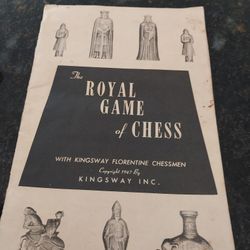 The
ROYAL
GAME
of CHESS
WITH KINGSWAY FLORENTINE CHESSMEN
Copyright 1947 By
KINGSWAY INC.